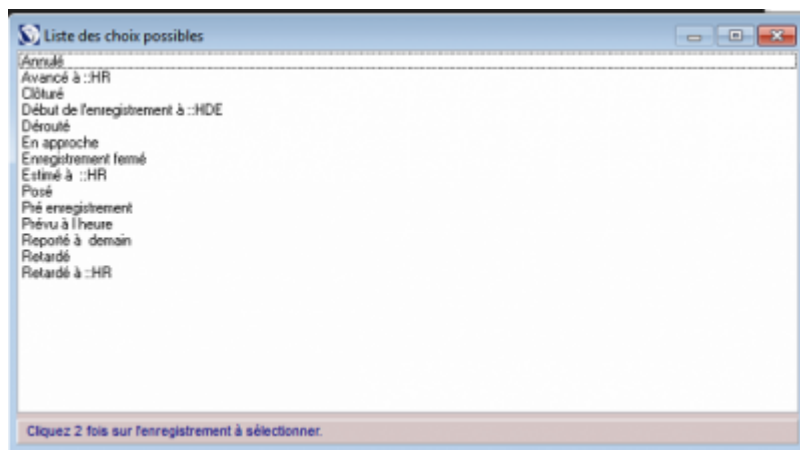 Liste des choix possibles
Annulé
Avancé à ::HR
Clôturé
Début de l'enregistrement à ::HDE
Dérouté
En approche
Enregistrement fermé
Estimé à ::HR
Posé
Pré enregistrement
Prévu à l'heure
Reporté à demain
Retardé
Retardé à ::HR
Cliquez 2 fois sur l'enregistrement à sélectionner.